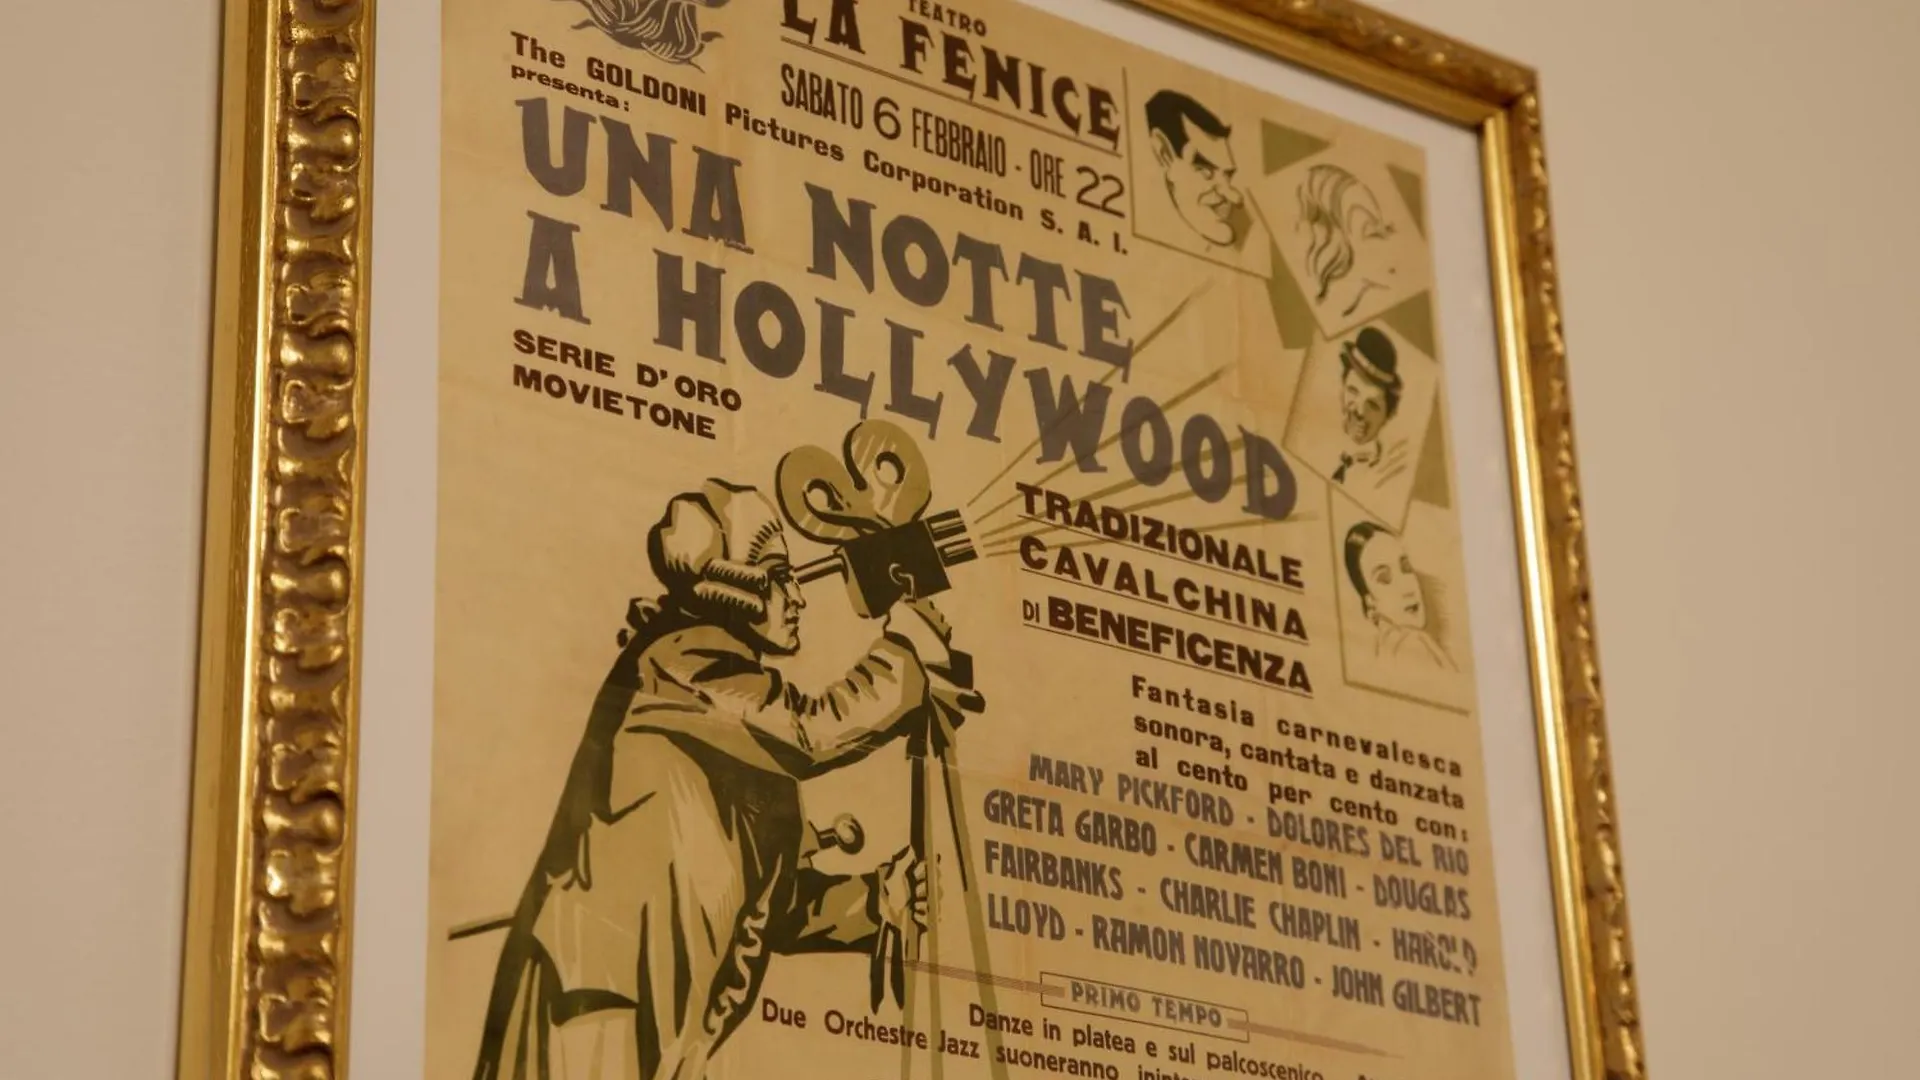 TEATRO
LA FENICE
SABATO 6 FEBBRAIO - ORE 22
The GOLDONI Pictures Corporation S. A. I.
presenta:
UNA NOTTE
A HOLLYWOOD
SERIE D'ORO
MOVIETONE
TRADIZIONALE
CAVALCHINA
DI BENEFICENZA
Fantasia carnevalesca
sonora, cantata e danzata
al cento per cento con:
MARY PICKFORD - DOLORES DEL RIO
GRETA GARBO - CARMEN BONI - DOUGLAS
FAIRBANKS - CHARLIE CHAPLIN - HAROLD
LLOYD - RAMON NOVARRO - JOHN GILBERT
PRIMO TEMPO
Danze in platea e sul palcoscenico
Due Orchestre Jazz suoneranno